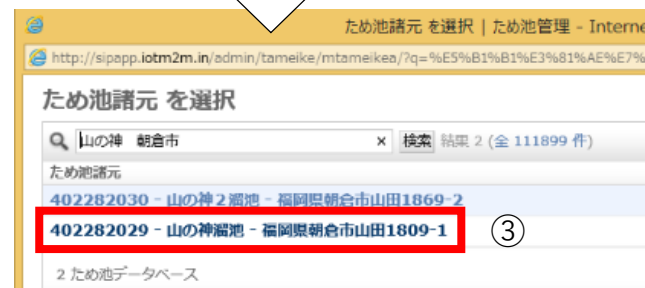 ため池諸元 を選択 | ため池管理 - Interne
http://sipapp.iotm2m.in/admin/tameike/mtameikea/?q=%E5%B1%B1%E3%81%AE%E7%
ため池諸元 を選択
山の神 朝倉市 × 検索 結果 2 (全 111899 件)
ため池諸元
402282030 - 山の神2溜池 - 福岡県朝倉市山田1869-2
402282029 - 山の神溜池 - 福岡県朝倉市山田1809-1 ③
2 ため池データベース